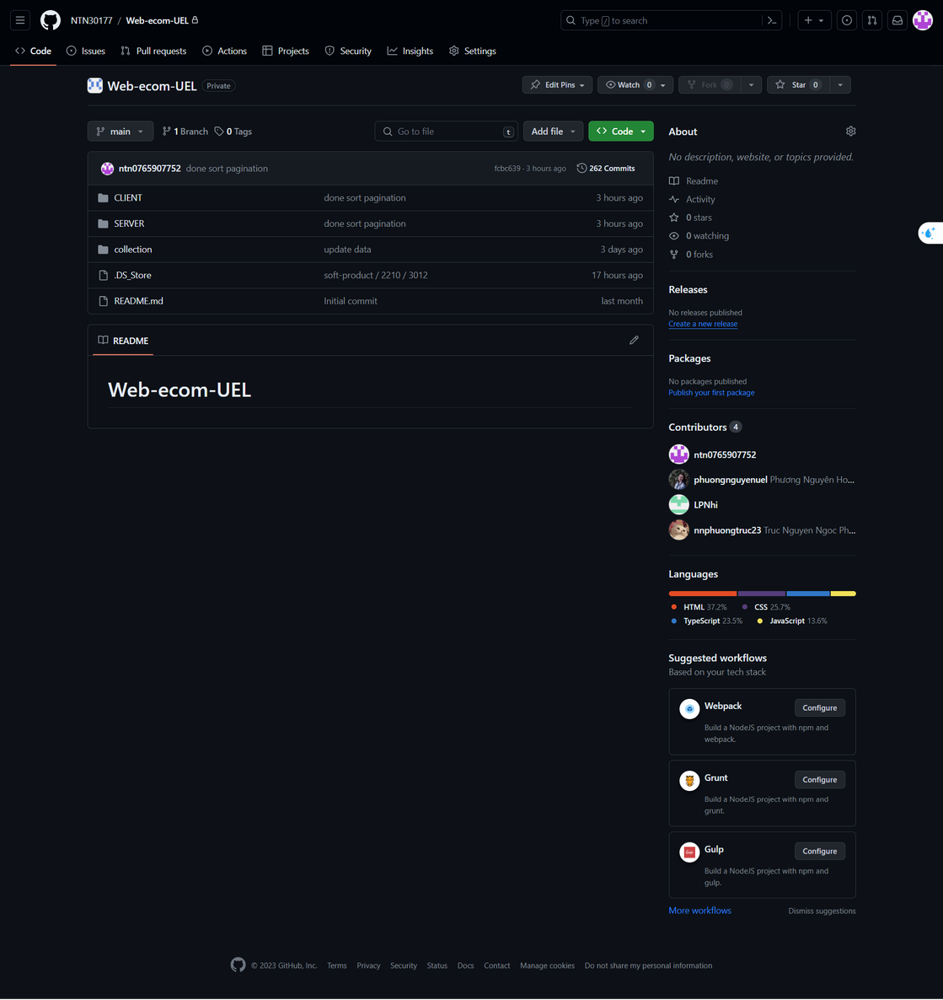 NTN30177 / Web-ecom-UEL
Type / to search
Code Issues Pull requests Actions Projects Security Insights Settings
Web-ecom-UEL Private
Edit Pins Watch 0 Fork 0 Star 0
main 1 Branch 0 Tags Go to file t Add file Code
ntn0765907752 done sort pagination fcbc639 · 3 hours ago 262 Commits
CLIENT done sort pagination 3 hours ago
SERVER done sort pagination 3 hours ago
collection update data 3 days ago
.DS_Store soft-product / 2210 / 3012 17 hours ago
README.md Initial commit last month
README
Web-ecom-UEL
About
No description, website, or topics provided.
Readme
Activity
0 stars
0 watching
0 forks
Releases
No releases published
Create a new release
Packages
No packages published
Publish your first package
Contributors 4
ntn0765907752
phuongnguyenuel Phương Nguyên Ho...
LPNhi
nnphuongtruc23 Truc Nguyen Ngoc Ph...
Languages
HTML 37.2% CSS 25.7%
TypeScript 23.5% JavaScript 13.6%
Suggested workflows
Based on your tech stack
Webpack Configure
Build a NodeJS project with npm and
webpack.
Grunt Configure
Build a NodeJS project with npm and
grunt.
Gulp Configure
Build a NodeJS project with npm and
gulp.
More workflows Dismiss suggestions
© 2023 GitHub, Inc. Terms Privacy Security Status Docs Contact Manage cookies Do not share my personal information